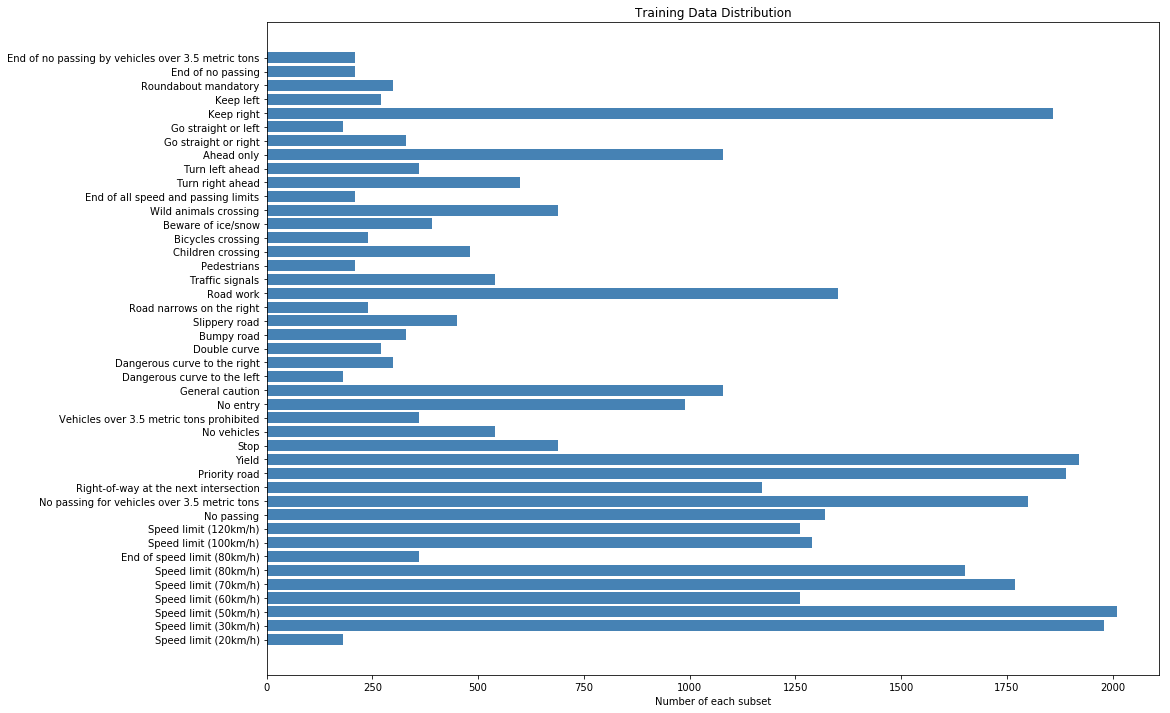 Training Data Distribution
End of no passing by vehicles over 3.5 metric tons
End of no passing
Roundabout mandatory
Keep left
Keep right
Go straight or left
Go straight or right
Ahead only
Turn left ahead
Turn right ahead
End of all speed and passing limits
Wild animals crossing
Beware of ice/snow
Bicycles crossing
Children crossing
Pedestrians
Traffic signals
Road work
Road narrows on the right
Slippery road
Bumpy road
Double curve
Dangerous curve to the right
Dangerous curve to the left
General caution
No entry
Vehicles over 3.5 metric tons prohibited
No vehicles
Stop
Yield
Priority road
Right-of-way at the next intersection
No passing for vehicles over 3.5 metric tons
No passing
Speed limit (120km/h)
Speed limit (100km/h)
End of speed limit (80km/h)
Speed limit (80km/h)
Speed limit (70km/h)
Speed limit (60km/h)
Speed limit (50km/h)
Speed limit (30km/h)
Speed limit (20km/h)
0 250 500 750 1000 1250 1500 1750 2000
Number of each subset